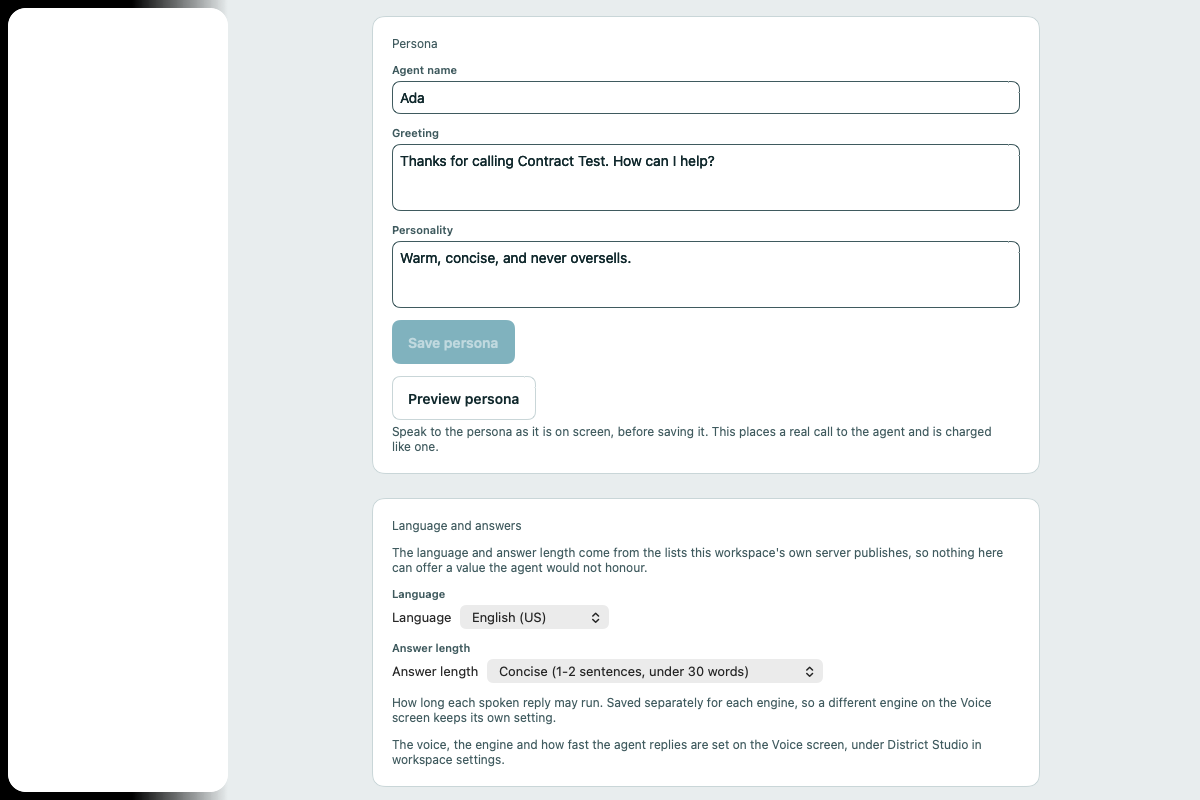 Persona
Agent name
Ada
Greeting
Thanks for calling Contract Test. How can I help?
Personality
Warm, concise, and never oversells.
Save persona
Preview persona
Speak to the persona as it is on screen, before saving it. This places a real call to the agent and is charged
like one.
Language and answers
The language and answer length come from the lists this workspace's own server publishes, so nothing here
can offer a value the agent would not honour.
Language
Language English (US)
Answer length
Answer length Concise (1-2 sentences, under 30 words)
How long each spoken reply may run. Saved separately for each engine, so a different engine on the Voice
screen keeps its own setting.
The voice, the engine and how fast the agent replies are set on the Voice screen, under District Studio in
workspace settings.